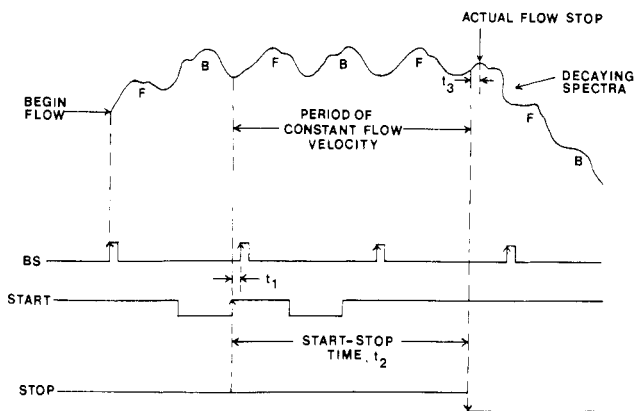 ACTUAL FLOW STOP
F
B
F
B
F
t3
DECAYING
SPECTRA
F
B
BEGIN
FLOW
PERIOD OF
CONSTANT FLOW
VELOCITY
BS
t1
START
START-STOP
TIME, t2
STOP